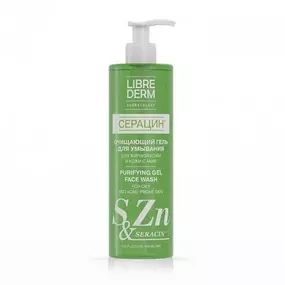 LIBRE
DERM
СЕРАЦИН
ОЧИЩАЮЩИЙ ГЕЛЬ
ДЛЯ УМЫВАНИЯ
PURIFYING GEL
FACE WASH
S Zn
& SERACIN